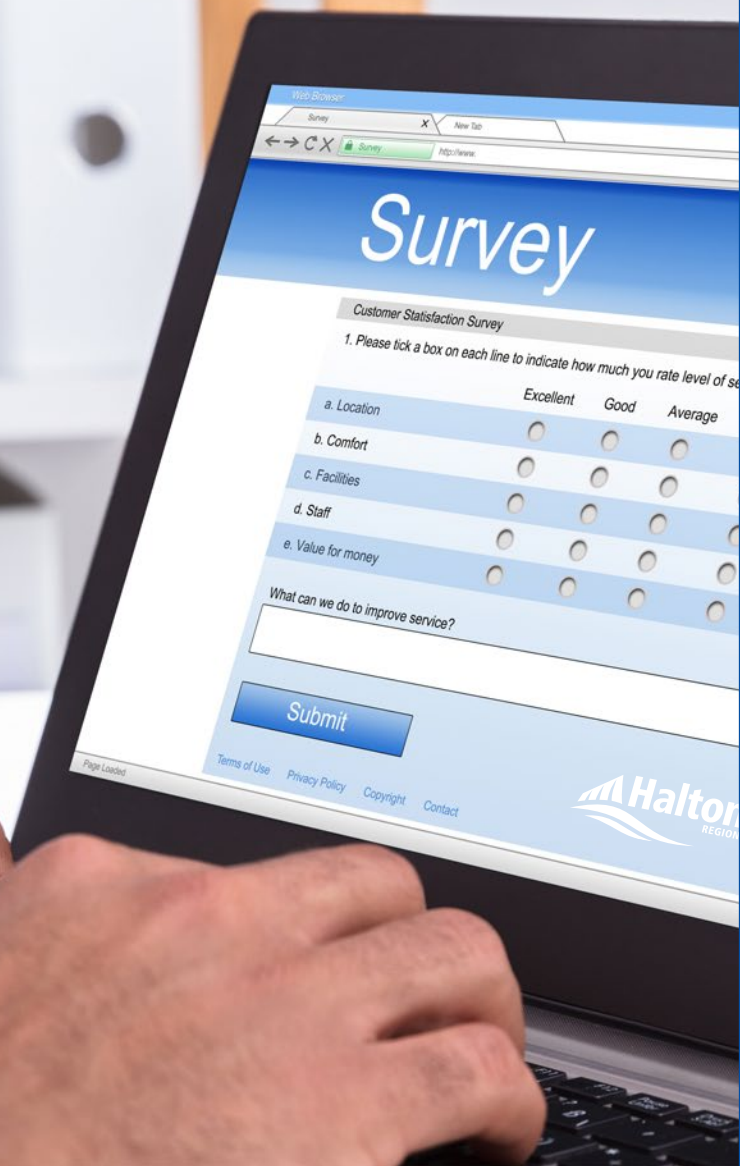 Web Browser
Survey X New Tab
Survey http://www.
Survey
Customer Statisfaction Survey
1. Please tick a box on each line to indicate how much you rate level of se
Excellent Good Average
a. Location
b. Comfort
c. Facilities
d. Staff
e. Value for money
What can we do to improve service?
Submit
Terms of Use Privacy Policy Copyright Contact
Halton
REGION
Page Loaded